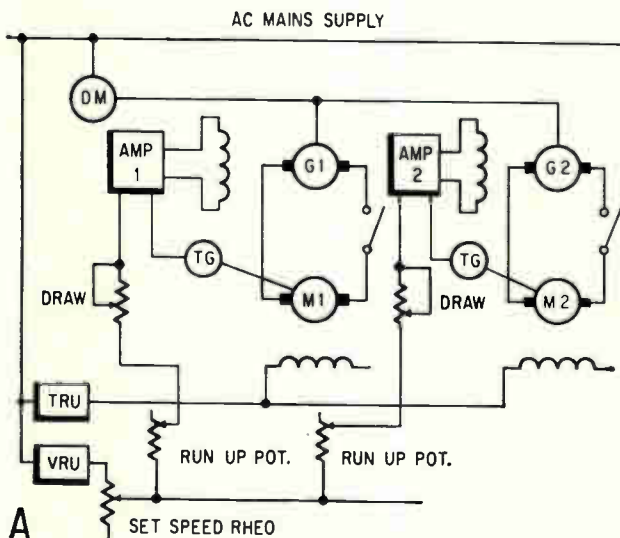 AC MAINS SUPPLY
DM
AMP
1
G1
AMP
2
G2
TG
M1
TG
M2
DRAW
DRAW
TRU
VRU
RUN UP POT.
RUN UP POT.
SET SPEED RHEO
A